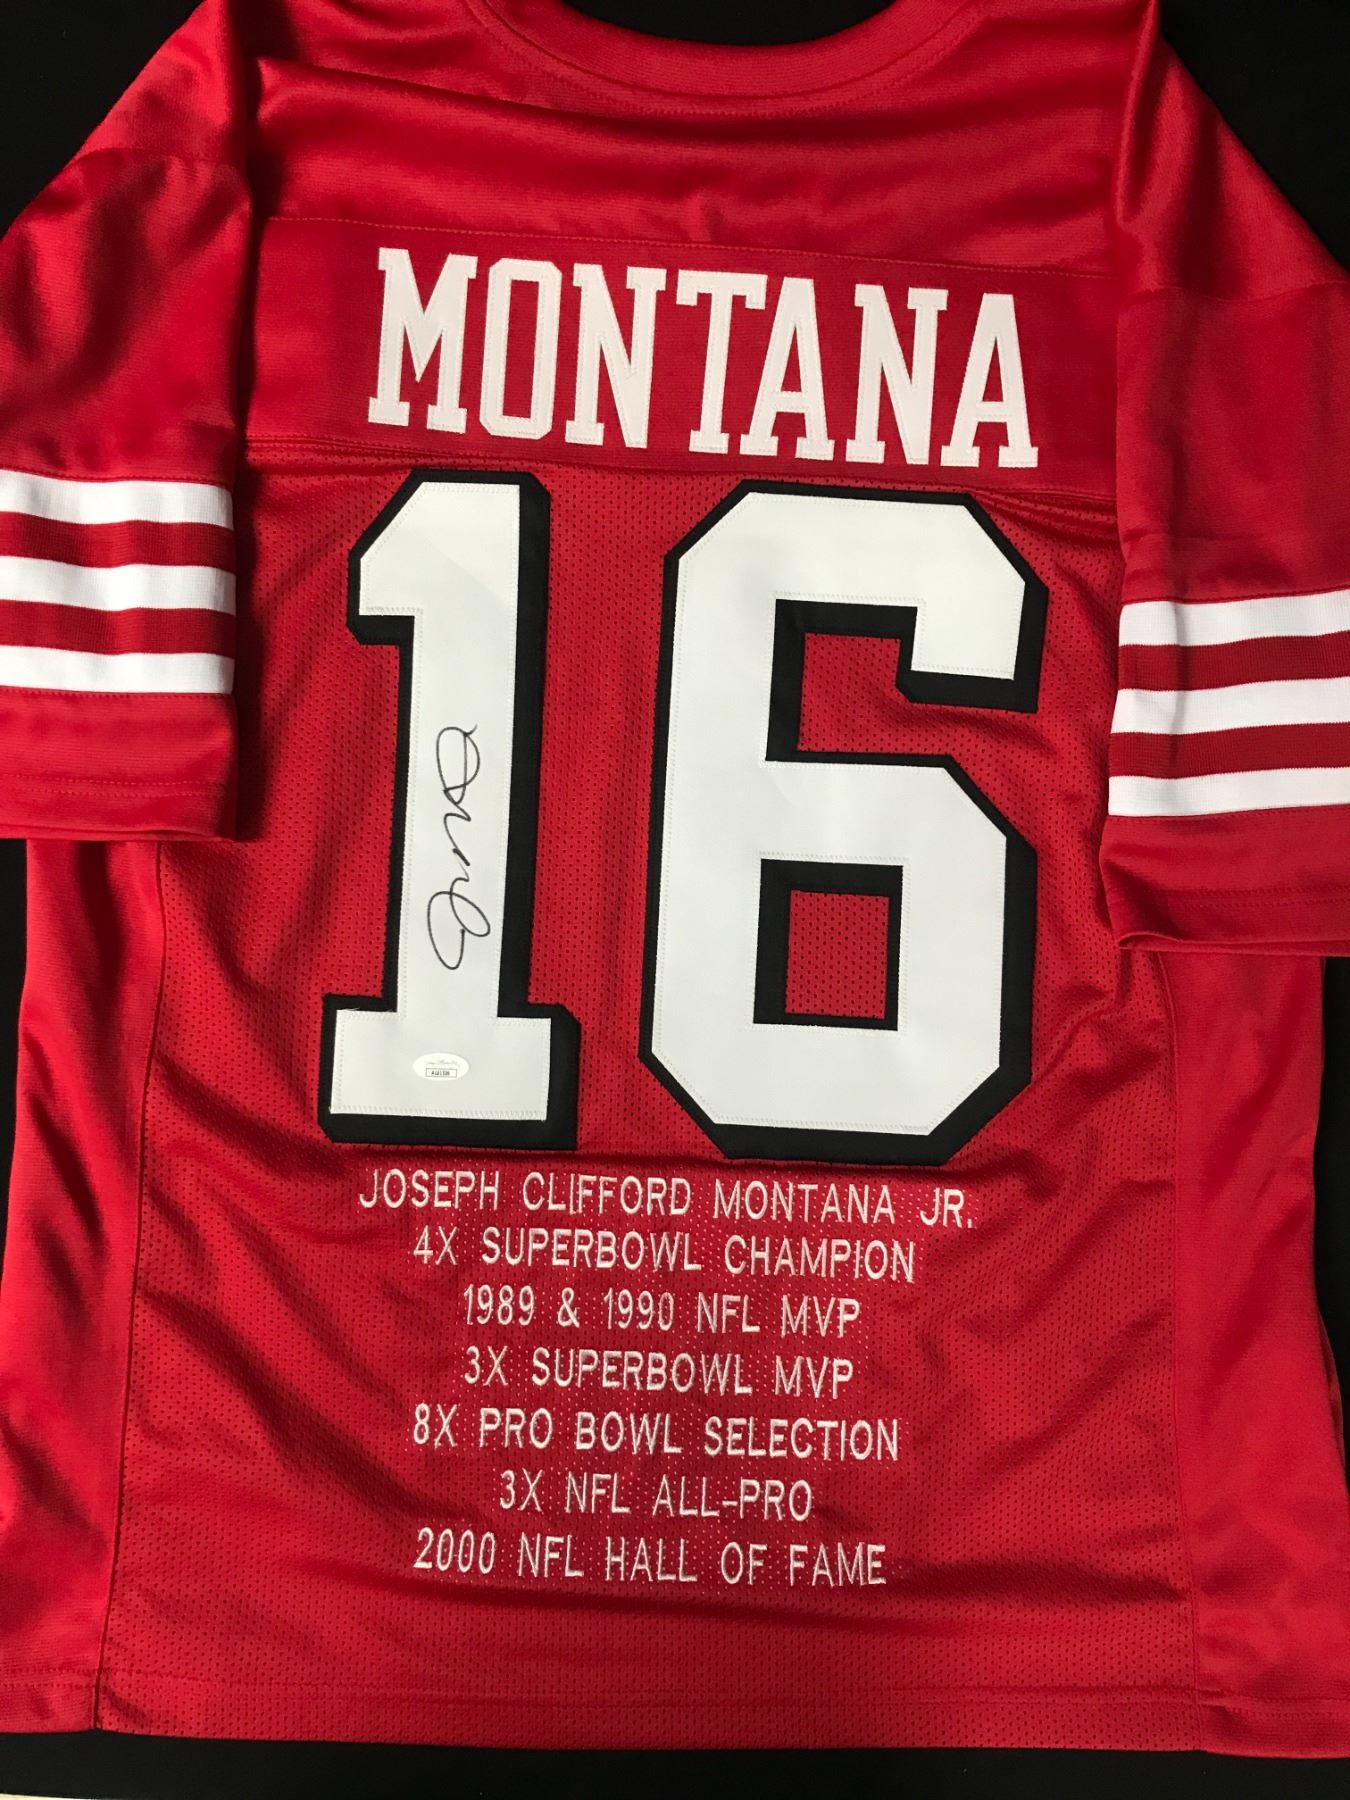 MONTANA
16
JOSEPH CLIFFORD MONTANA JR.
4X SUPERBOWL CHAMPION
1989 & 1990 NFL MVP
3X SUPERBOWL MVP
8X PRO BOWL SELECTION
3X NFL ALL-PRO
2000 NFL HALL OF FAME